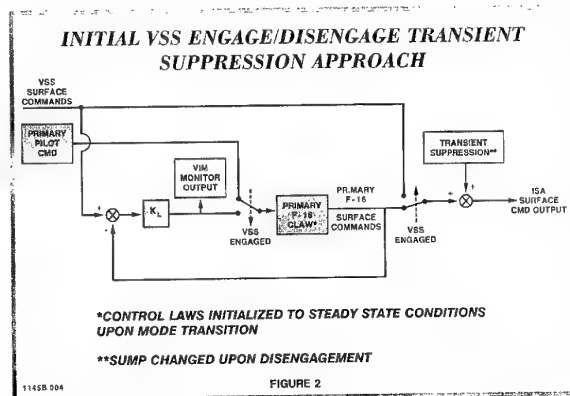 INITIAL VSS ENGAGE/DISENGAGE TRANSIENT
SUPPRESSION APPROACH
VSS
SURFACE
COMMANDS
PRIMARY
PILOT
CMD
TRANSIENT
SUPPRESSION**
VIM
MONITOR
OUTPUT
PRIMARY
F-16
ISA
SURFACE
CMD OUTPUT
+
+
+
-
KL
PRIMARY
F-16
CLAW*
SURFACE
COMMANDS
VSS
ENGAGED
VSS
ENGAGED
*CONTROL LAWS INITIALIZED TO STEADY STATE CONDITIONS
UPON MODE TRANSITION
**SUMP CHANGED UPON DISENGAGEMENT
1145B 004
FIGURE 2